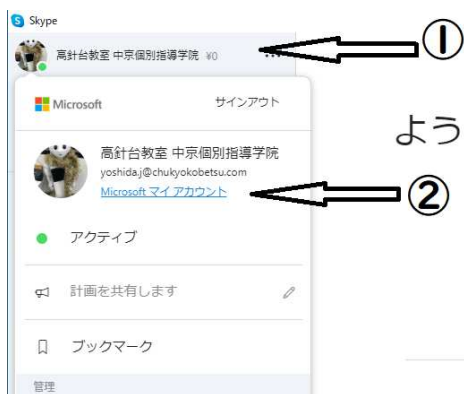 Skype
高針台教室 中京個別指導学院 ¥0 ...
①
Microsoft サインアウト
よう
高針台教室 中京個別指導学院
yoshida.j@chukyokobetsu.com
Microsoft マイ アカウント
②
アクティブ
計画を共有します
ブックマーク
管理